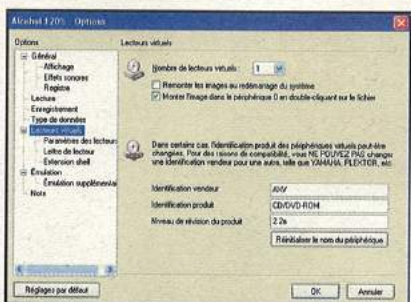 Alcohol 120% Options
Options
Général
Affichage
Effets sonores
Registre
Lecture
Enregistrement
Type de données
Lecteurs virtuels
Paramètres des lecteurs
Lettre de lecteur
Extension shell
Émulation
Émulation supplémentai
Nota
Réglages par défaut
Lecteurs virtuels
Nombre de lecteurs virtuels: 1
Remonter les images au redémarrage du système
Monter l'image dans le périphérique 0 en double-cliquant sur le fichier
Dans certains cas, l'identification produit des périphériques virtuels peut-être
changées. Pour des raisons de compatibilité, vous NE POUVEZ PAS changer
une identification vendeur pour une autre, telle que YAMAHA, PLEXTOR, etc
Identification vendeur
Identification produit CD/DVD-ROM
Niveau de révision du produit 2.2a
Réinitialiser le nom du périphérique
OK Annuler